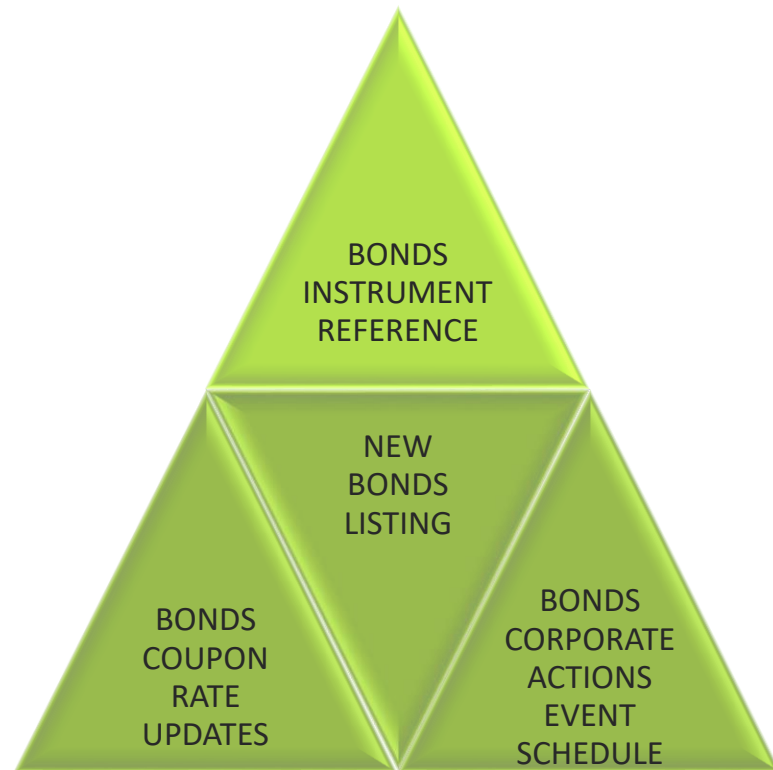 BONDS
INSTRUMENT
REFERENCE
NEW
BONDS
LISTING
BONDS
COUPON
RATE
UPDATES
BONDS
CORPORATE
ACTIONS
EVENT
SCHEDULE